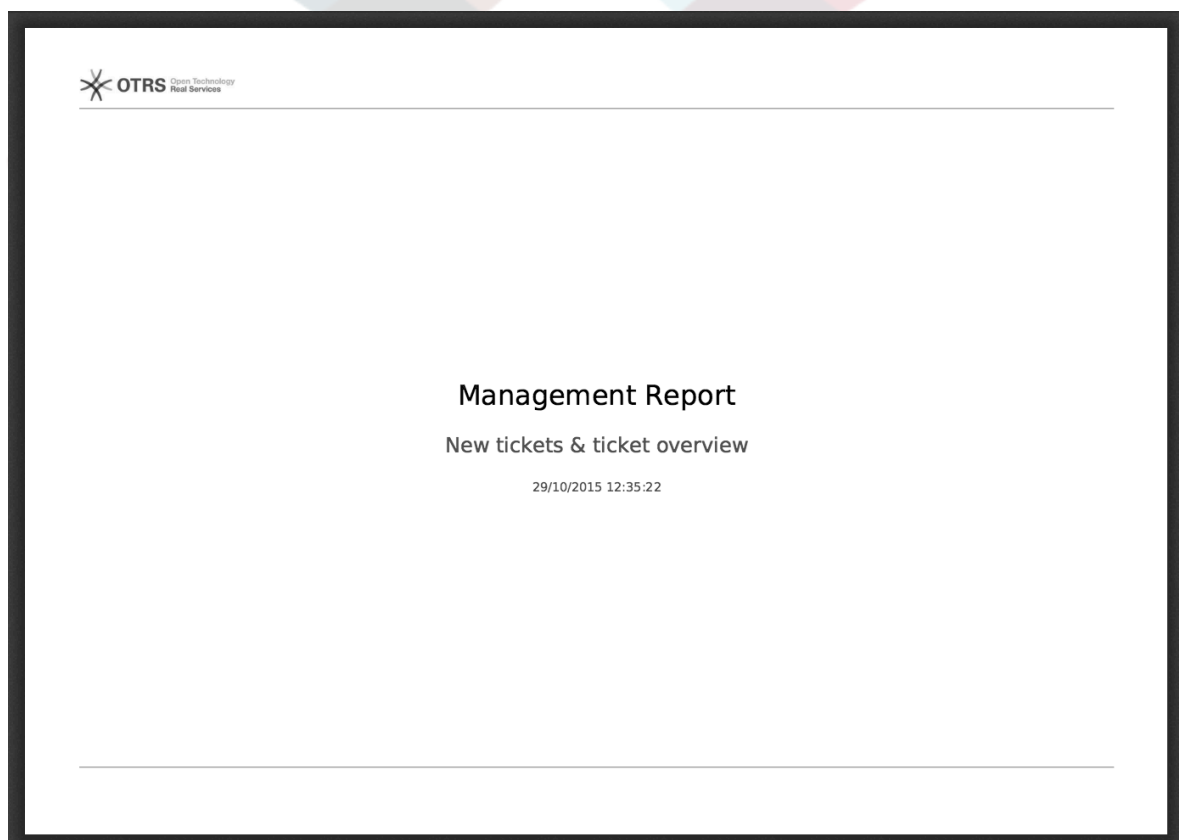 OTRS Open Technology
Real Services
Management Report
New tickets & ticket overview
29/10/2015 12:35:22